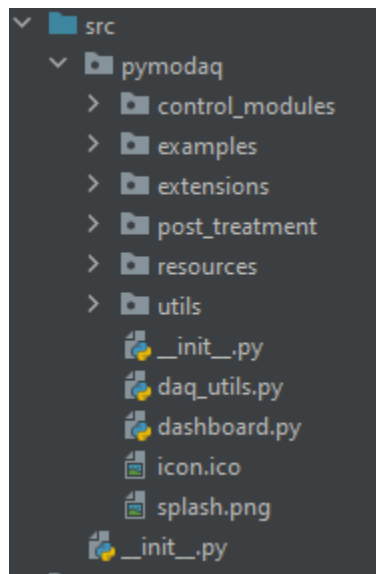 src
pymodaq
control_modules
examples
extensions
post_treatment
resources
utils
__init__.py
daq_utils.py
dashboard.py
icon.ico
splash.png
__init__.py